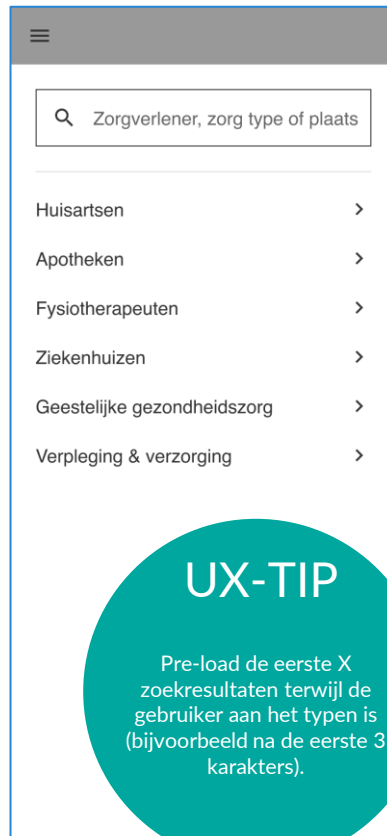 Zorgverlener, zorg type of plaats
Huisartsen
Apotheken
Fysiotherapeuten
Ziekenhuizen
Geestelijke gezondheidszorg
Verpleging & verzorging
UX-TIP
Pre-load de eerste X
zoekresultaten terwijl de
gebruiker aan het typen is
(bijvoorbeeld na de eerste 3
karakters).